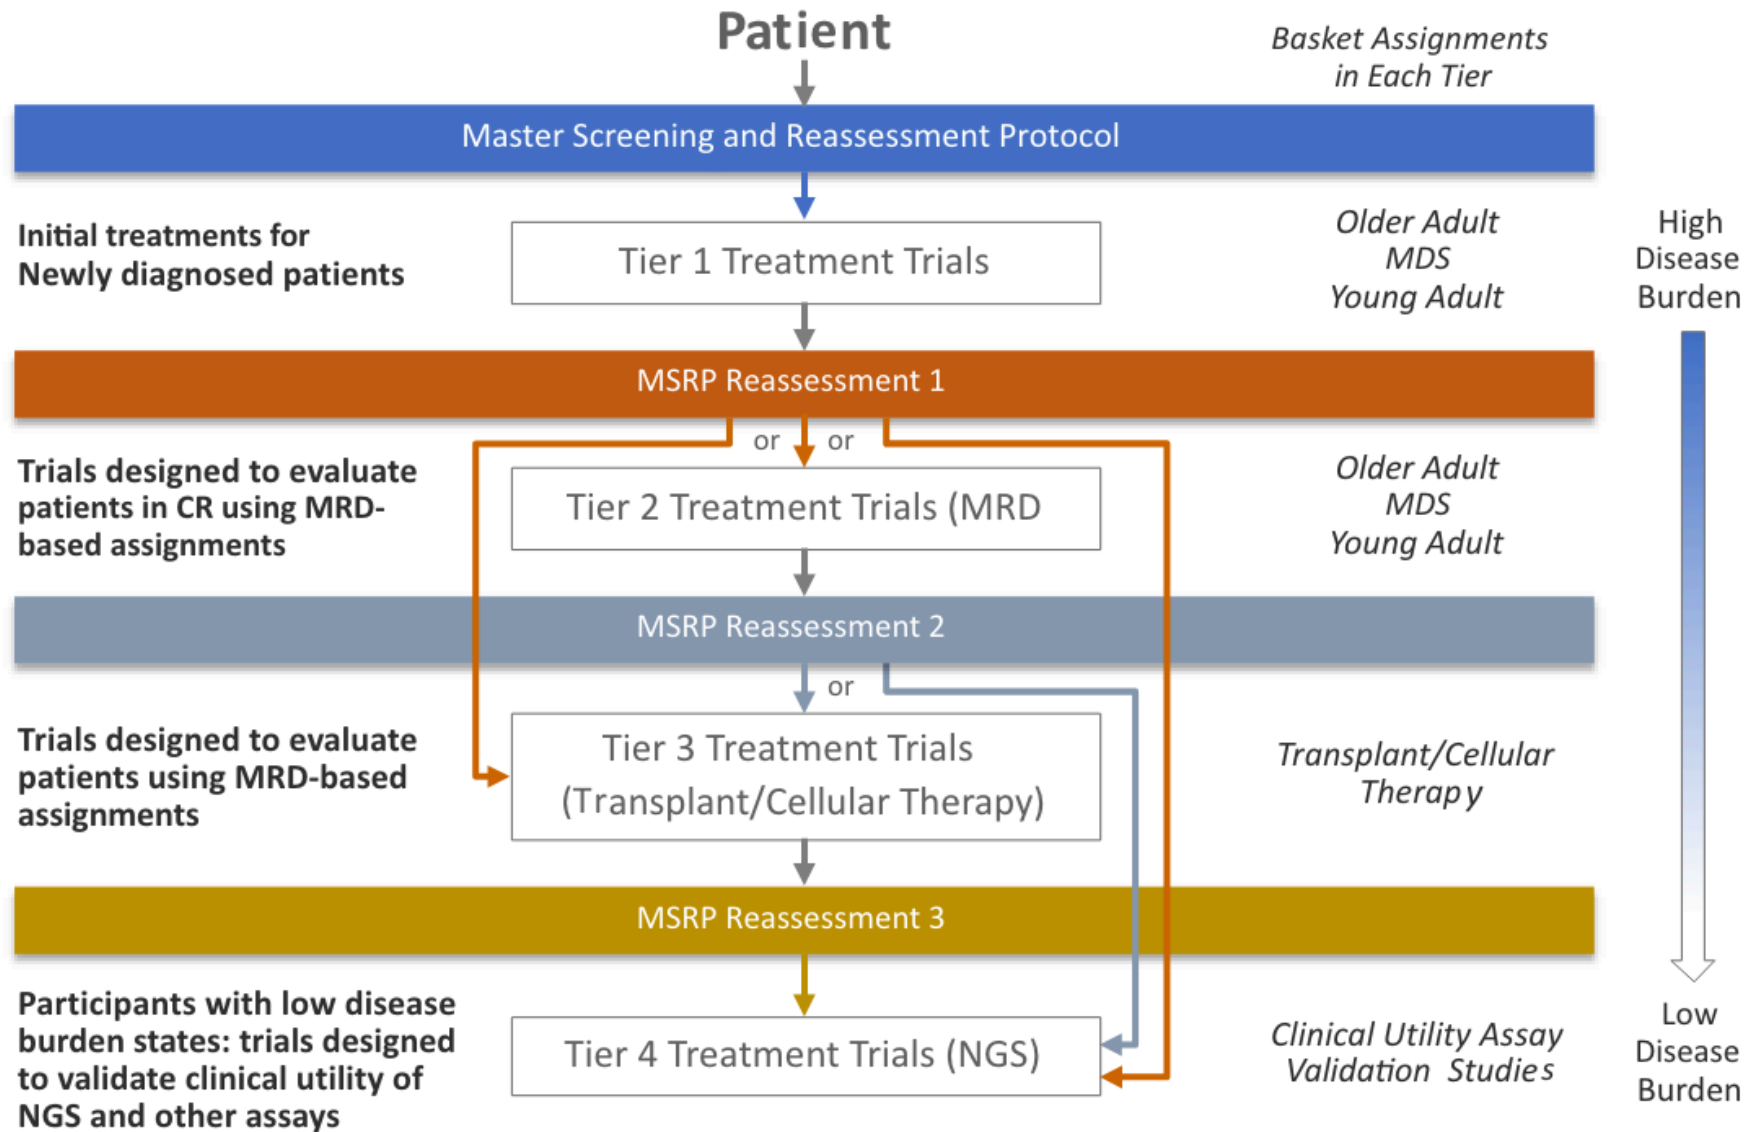 Patient
Basket Assignments
in Each Tier
Master Screening and Reassessment Protocol
Initial treatments for
Newly diagnosed patients
Tier 1 Treatment Trials
Older Adult
MDS
Young Adult
High
Disease
Burden
MSRP Reassessment 1
or
or
Trials designed to evaluate
patients in CR using MRD-
based assignments
Tier 2 Treatment Trials (MRD
Older Adult
MDS
Young Adult
MSRP Reassessment 2
or
Trials designed to evaluate
patients using MRD-based
assignments
Tier 3 Treatment Trials
(Transplant/Cellular Therapy)
Transplant/Cellular
Therapy
MSRP Reassessment 3
Participants with low disease
burden states: trials designed
to validate clinical utility of
NGS and other assays
Tier 4 Treatment Trials (NGS)
Clinical Utility Assay
Validation Studies
Low
Disease
Burden